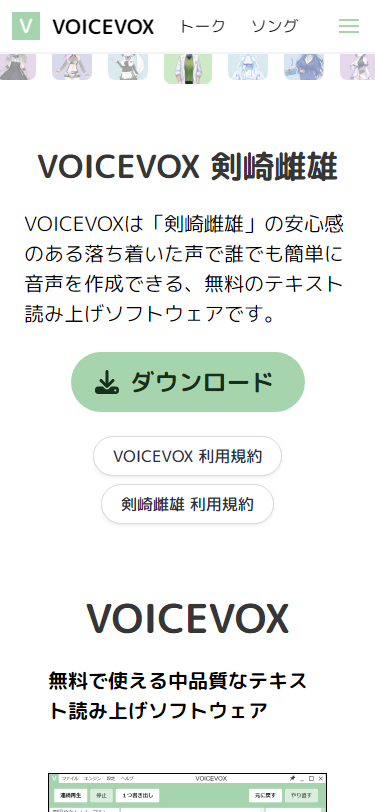 V VOICEVOX トーク ソング
VOICEVOX 剣崎雌雄
VOICEVOXは「剣崎雌雄」の安心感
のある落ち着いた声で誰でも簡単に
音声を作成できる、無料のテキスト
読み上げソフトウェアです。
ダウンロード
VOICEVOX 利用規約
剣崎雌雄 利用規約
VOICEVOX
無料で使える中品質なテキス
ト読み上げソフトウェア
V ファイル エンジン 設定 ヘルプ VOICEVOX
連続再生 停止 1つ書き出し 元に戻す やり直す